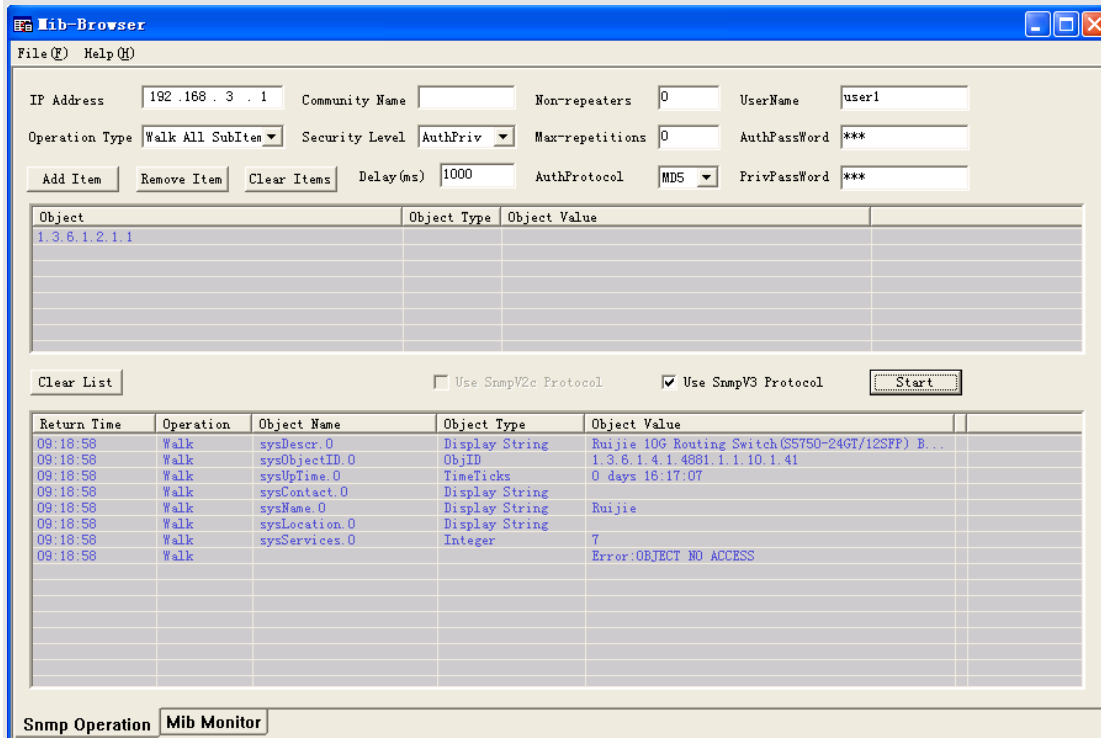 Mib-Browser
File(F) Help(H)
IP Address 192 .168 . 3 . 1 Community Name Non-repeaters 0 UserName user1
Operation Type Walk All SubIten Security Level AuthPriv Max-repetitions 0 AuthPassWord ***
Add Item Remove Item Clear Items Delay(ms) 1000 AuthProtocol MD5 PrivPassWord ***
Object Object Type Object Value
1.3.6.1.2.1.1
Clear List Use SnmpV2c Protocol Use SnmpV3 Protocol Start
Return Time Operation Object Name Object Type Object Value
09:18:58 Walk sysDescr.0 Display String Ruijie 10G Routing Switch(S5750-24GT/12SFP) B...
09:18:58 Walk sysObjectID.0 ObjID 1.3.6.1.4.1.4881.1.1.10.1.41
09:18:58 Walk sysUpTime.0 TimeTicks 0 days 16:17:07
09:18:58 Walk sysContact.0 Display String
09:18:58 Walk sysName.0 Display String Ruijie
09:18:58 Walk sysLocation.0 Display String
09:18:58 Walk sysServices.0 Integer 7
09:18:58 Walk Error:OBJECT NO ACCESS
Snmp Operation Mib Monitor